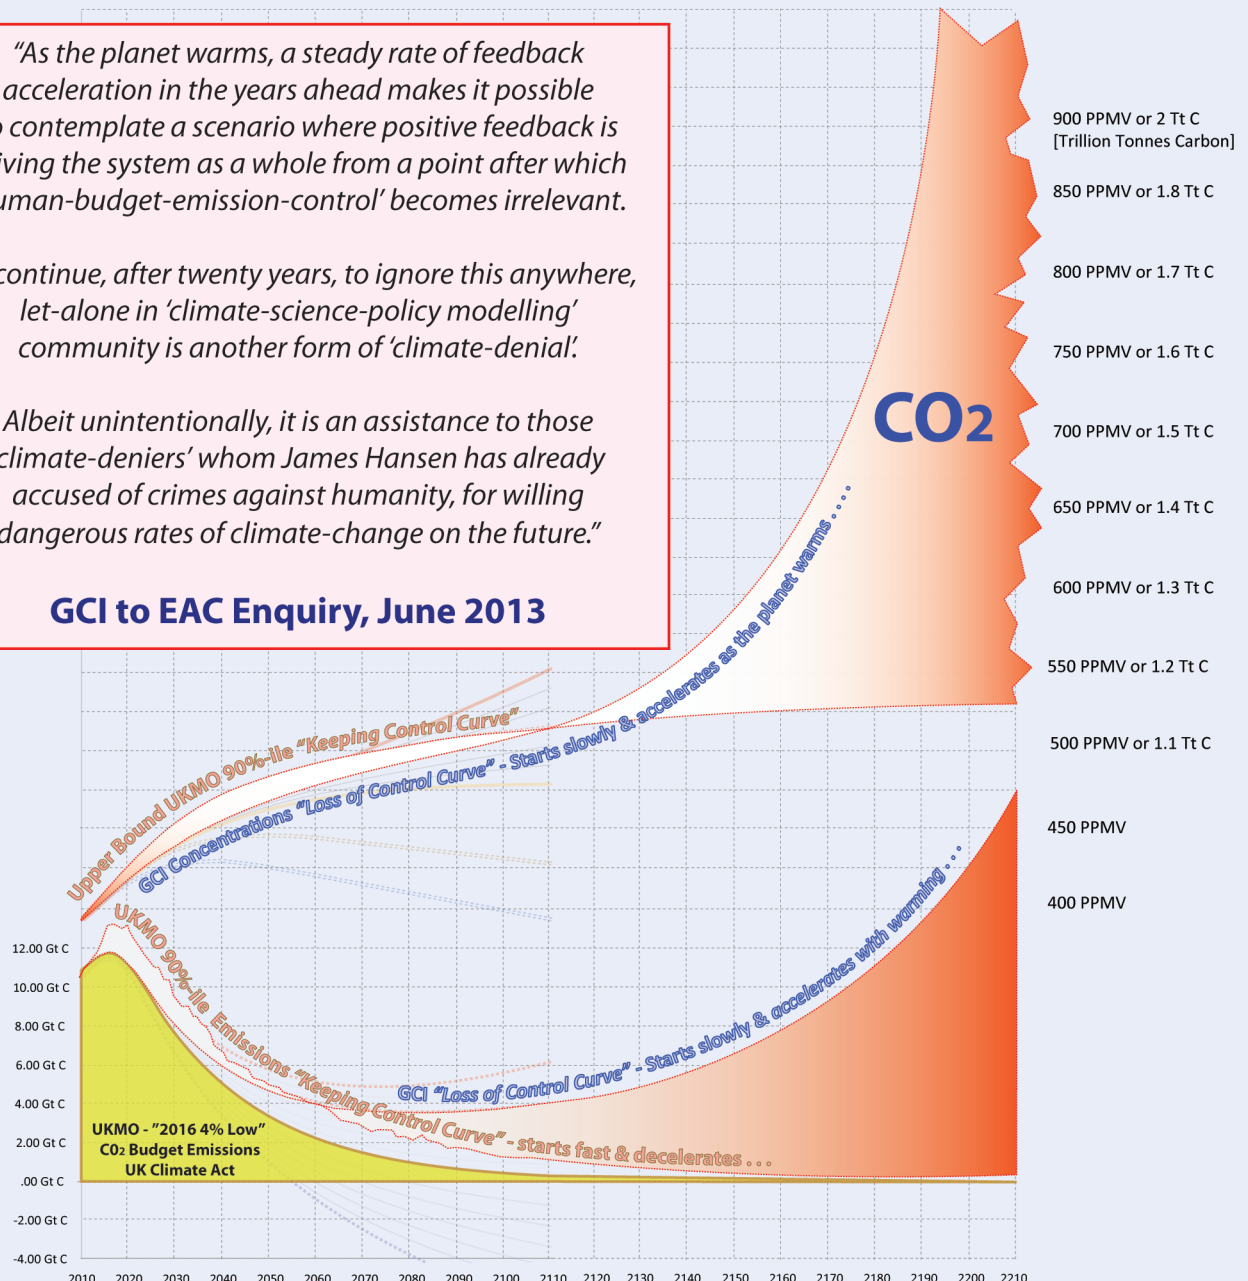 “As the planet warms, a steady rate of feedback
acceleration in the years ahead makes it possible
contemplate a scenario where positive feedback is
the system as a whole from a point after which
becomes irrelevant.
continue, after twenty years, to ignore this anywhere,
let-alone in ‘climate-science-policy modelling’
community is another form of ‘climate-denial’.
Albeit unintentionally, it is an assistance to those
climate-deniers’ whom James Hansen has already
accused of crimes against humanity, for willing
dangerous rates of climate-change on the future.”
GCI to EAC Enquiry, June 2013
900 PPMV or 2 Tt C
[Trillion Tonnes Carbon]
850 PPMV or 1.8 Tt C
800 PPMV or 1.7 Tt C
750 PPMV or 1.6 Tt C
CO2
700 PPMV or 1.5 Tt C
650 PPMV or 1.4 Tt C
600 PPMV or 1.3 Tt C
550 PPMV or 1.2 Tt C
500 PPMV or 1.1 Tt C
450 PPMV
400 PPMV
Upper Bound UKMO 90%-ile “Keeping Control Curve”
GCI Concentrations “Loss of Control Curve” - Starts slowly & accelerates as the planet warms . . . .
UKMO 90%-ile Emissions “Keeping Control Curve” - starts fast & decelerates . . .
GCI “Loss of Control Curve” - Starts slowly & accelerates with warming . . .
12.00 Gt C
10.00 Gt C
8.00 Gt C
6.00 Gt C
4.00 Gt C
2.00 Gt C
.00 Gt C
-2.00 Gt C
-4.00 Gt C
UKMO - ”2016 4% Low”
C02 Budget Emissions
UK Climate Act
2010 2020 2030 2040 2050 2060 2070 2080 2090 2100 2110 2120 2130 2140 2150 2160 2170 2180 2190 2200 2210